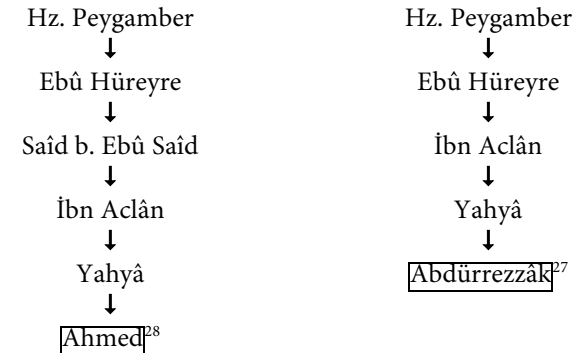 Hz. Peygamber
↓
Ebû Hüreyre
↓
Saîd b. Ebû Saîd
↓
İbn Aclân
↓
Yahyâ
↓
Ahmed28
Hz. Peygamber
↓
Ebû Hüreyre
↓
İbn Aclân
↓
Yahyâ
↓
Abdürrezzâk27